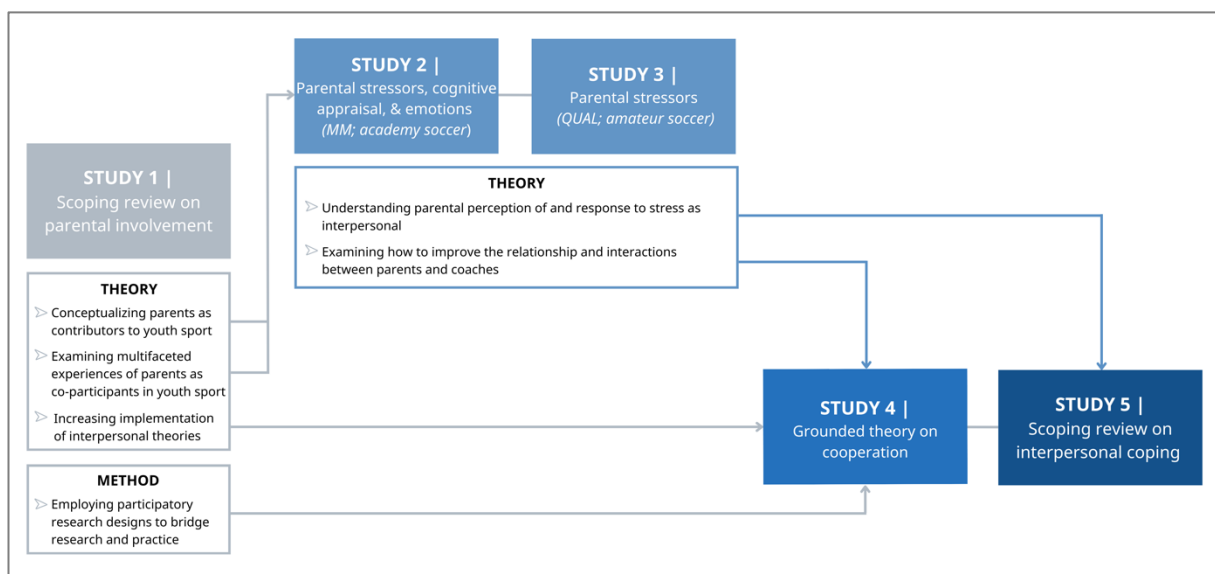 STUDY 1 |
Scoping review on
parental involvement
THEORY
Conceptualizing parents as
contributors to youth sport
Examining multifaceted
experiences of parents as
co-participants in youth sport
Increasing implementation
of interpersonal theories
METHOD
Employing participatory
research designs to bridge
research and practice
STUDY 2 |
Parental stressors, cognitive
appraisal, & emotions
(MM; academy soccer)
STUDY 3 |
Parental stressors
(QUAL; amateur soccer)
THEORY
Understanding parental perception of and response to stress as
interpersonal
Examining how to improve the relationship and interactions
between parents and coaches
STUDY 4 |
Grounded theory on
cooperation
STUDY 5 |
Scoping review on
interpersonal coping